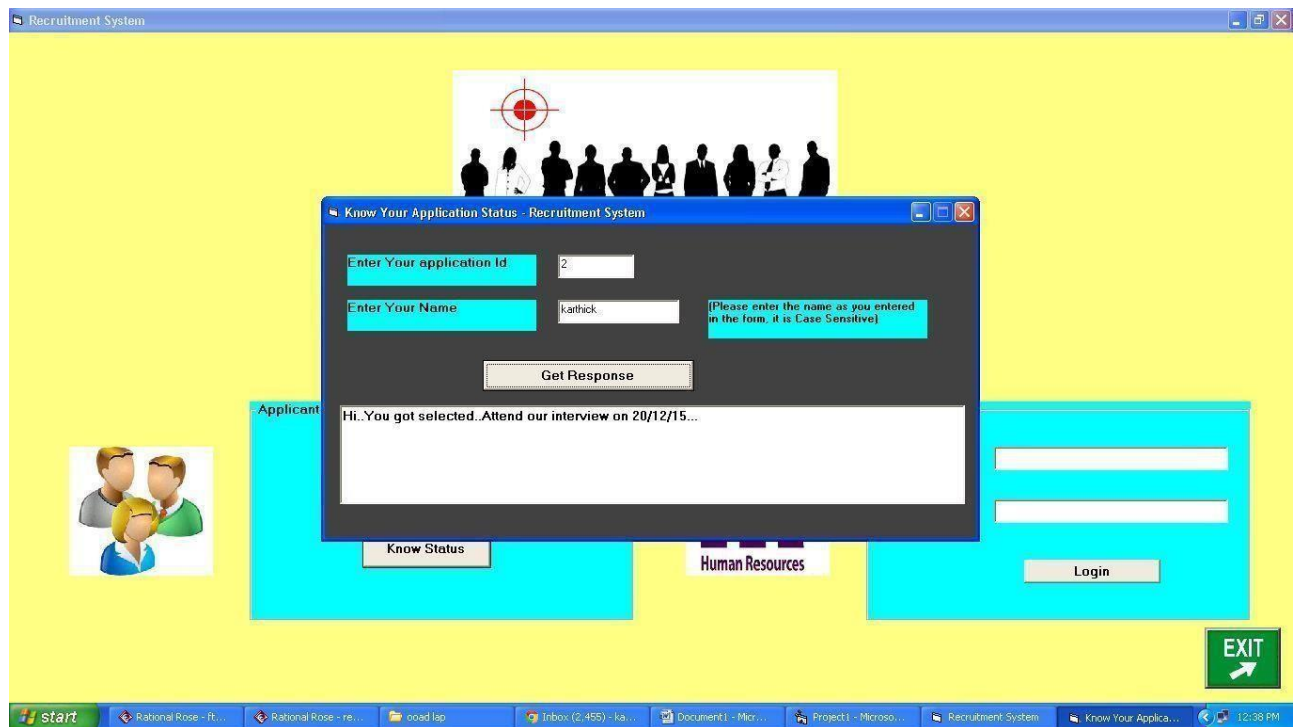 Recruitment System
Know Your Application Status - Recruitment System
Enter Your application Id
2
Enter Your Name
karthick
(Please enter the name as you entered
in the form, it is Case Sensitive)
Get Response
Hi..You got selected..Attend our interview on 20/12/15...
Applicant
Know Status
Human Resources
Login
EXIT
start
Rational Rose - ft...
Rational Rose - re...
ooad lap
Inbox (2,455) - ka...
Document1 - Micr...
Project1 - Microso...
Recruitment System
Know Your Applica...
12:38 PM